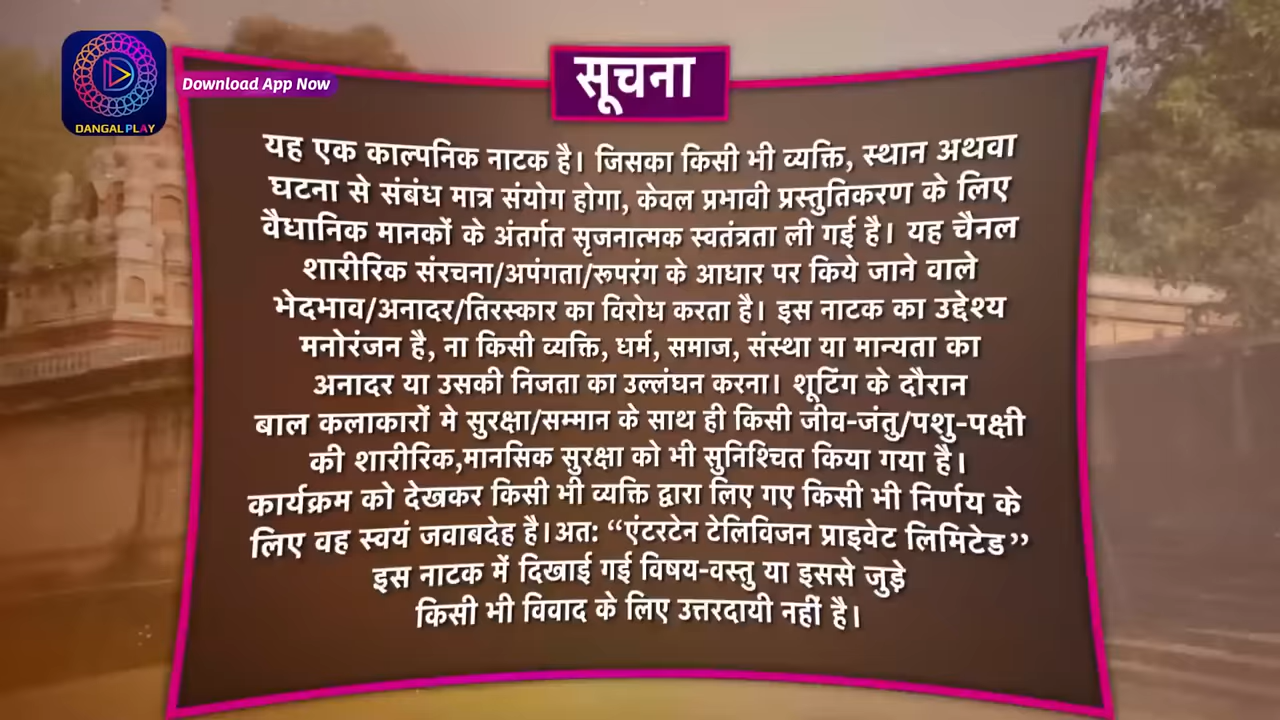 सूचना
DANGAL PLAY
Download App Now
यह एक काल्पनिक नाटक है। जिसका किसी भी व्यक्ति, स्थान अथवा
घटना से संबंध मात्र संयोग होगा, केवल प्रभावी प्रस्तुतिकरण के लिए
वैधानिक मानकों के अंतर्गत सृजनात्मक स्वतंत्रता ली गई है। यह चैनल
शारीरिक संरचना/अपंगता/रूपरंग के आधार पर किये जाने वाले
भेदभाव/अनादर/तिरस्कार का विरोध करता है। इस नाटक का उद्देश्य
मनोरंजन है, ना किसी व्यक्ति, धर्म, समाज, संस्था या मान्यता का
अनादर या उसकी निजता का उल्लंघन करना। शूटिंग के दौरान
बाल कलाकारों मे सुरक्षा/सम्मान के साथ ही किसी जीव-जंतु/पशु-पक्षी
की शारीरिक,मानसिक सुरक्षा को भी सुनिश्चित किया गया है।
कार्यक्रम को देखकर किसी भी व्यक्ति द्वारा लिए गए किसी भी निर्णय के
लिए वह स्वयं जवाबदेह है।अत: “एंटरटेन टेलिविजन प्राइवेट लिमिटेड”
इस नाटक में दिखाई गई विषय-वस्तु या इससे जुड़े
किसी भी विवाद के लिए उत्तरदायी नहीं है।